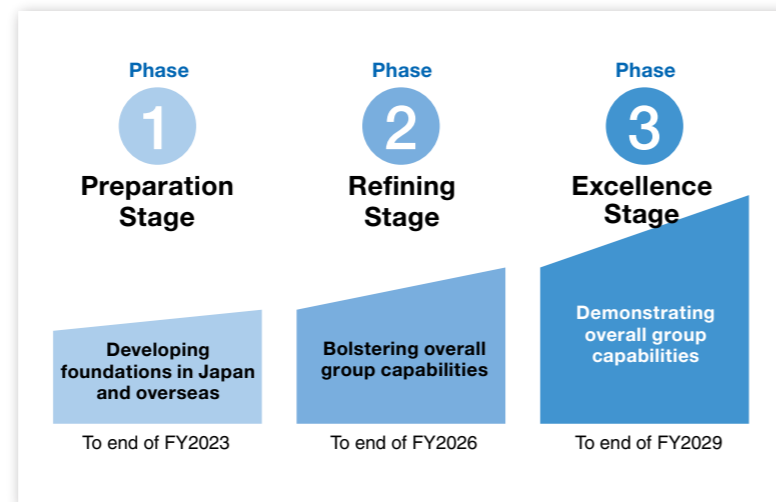 Phase
1
Preparation
Stage
Developing
foundations in Japan
and overseas
To end of FY2023
Phase
2
Refining
Stage
Bolstering overall
group capabilities
To end of FY2026
Phase
3
Excellence
Stage
Demonstrating
overall group
capabilities
To end of FY2029